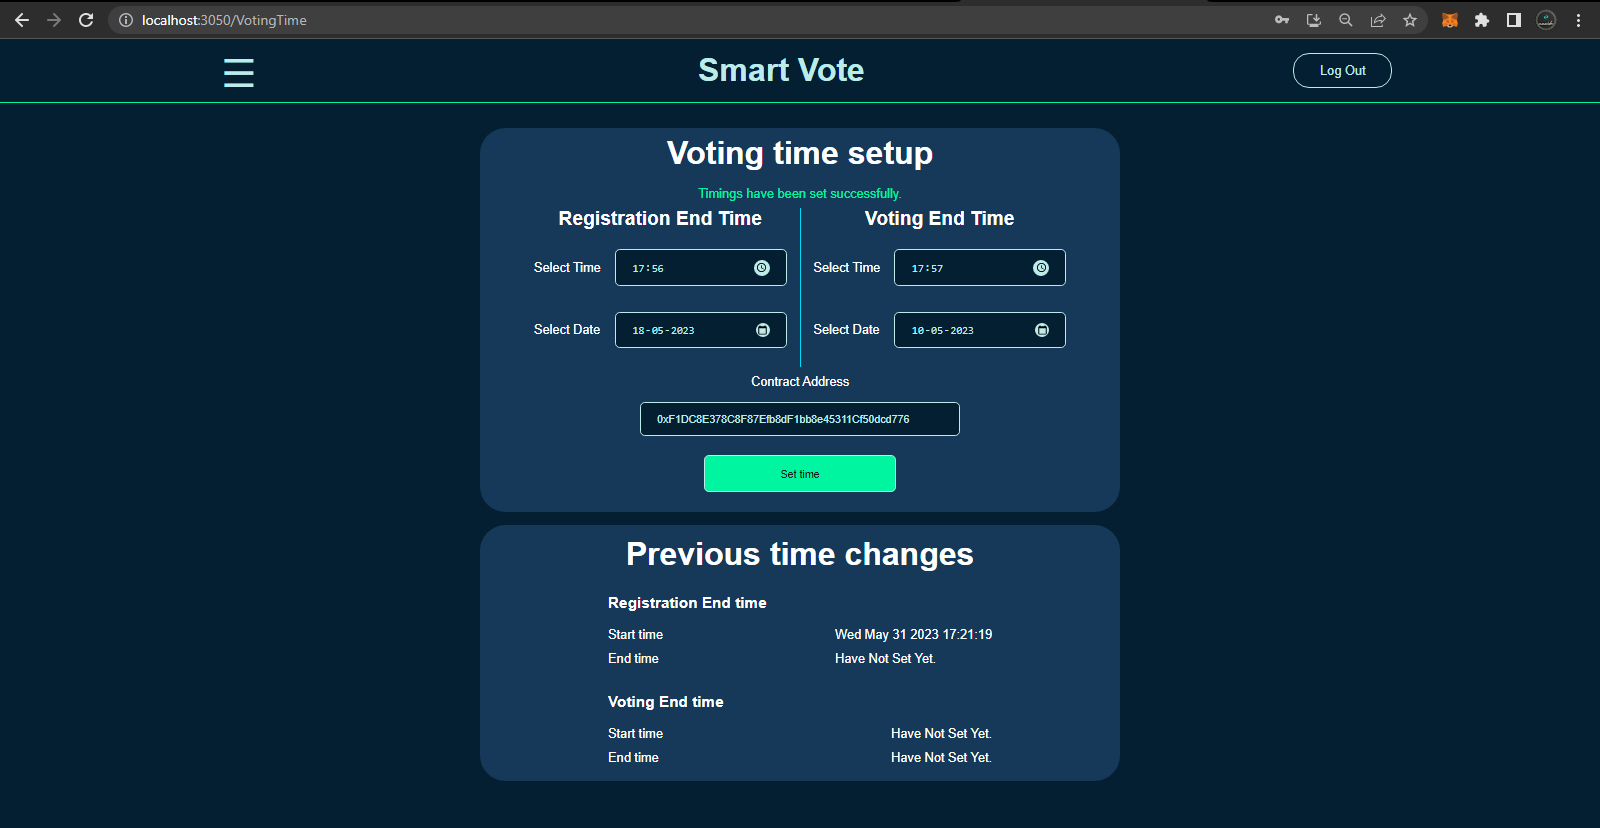 localhost:3050/VotingTime
Smart Vote
Log Out
Voting time setup
Timings have been set successfully.
Registration End Time
Voting End Time
Select Time 17:56
Select Time 17:57
Select Date 18-05-2023
Select Date 10-05-2023
Contract Address
0xF1DC8E378C8F87Efb8dF1bb8e45311Cf50dcd776
Set time
Previous time changes
Registration End time
Start time Wed May 31 2023 17:21:19
End time Have Not Set Yet.
Voting End time
Start time Have Not Set Yet.
End time Have Not Set Yet.